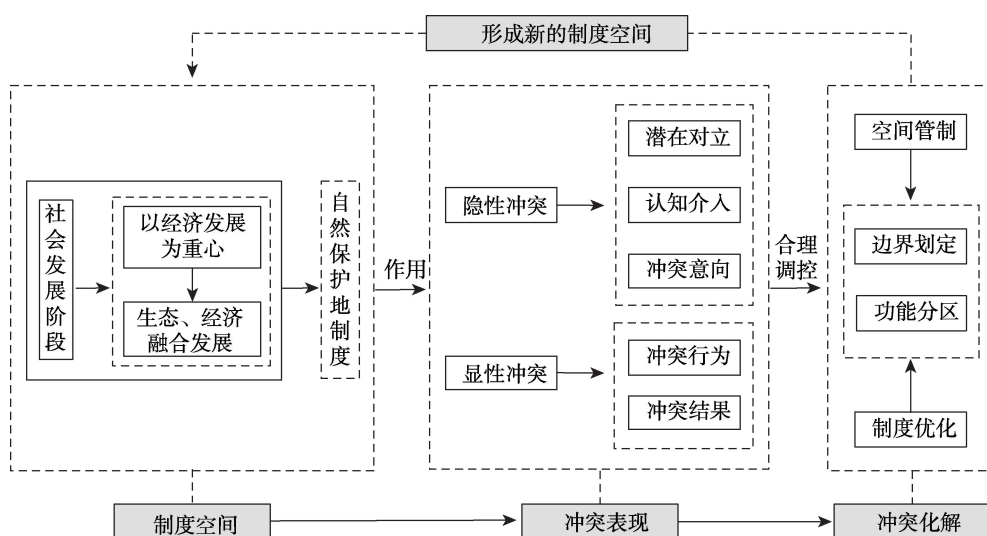 形成新的制度空间
社会发展阶段
以经济发展
为重心
生态、经济
融合发展
自然保护地制度
作用
隐性冲突
潜在对立
认知介入
冲突意向
显性冲突
冲突行为
冲突结果
合理
调控
空间管制
边界划定
功能分区
制度优化
制度空间
冲突表现
冲突化解